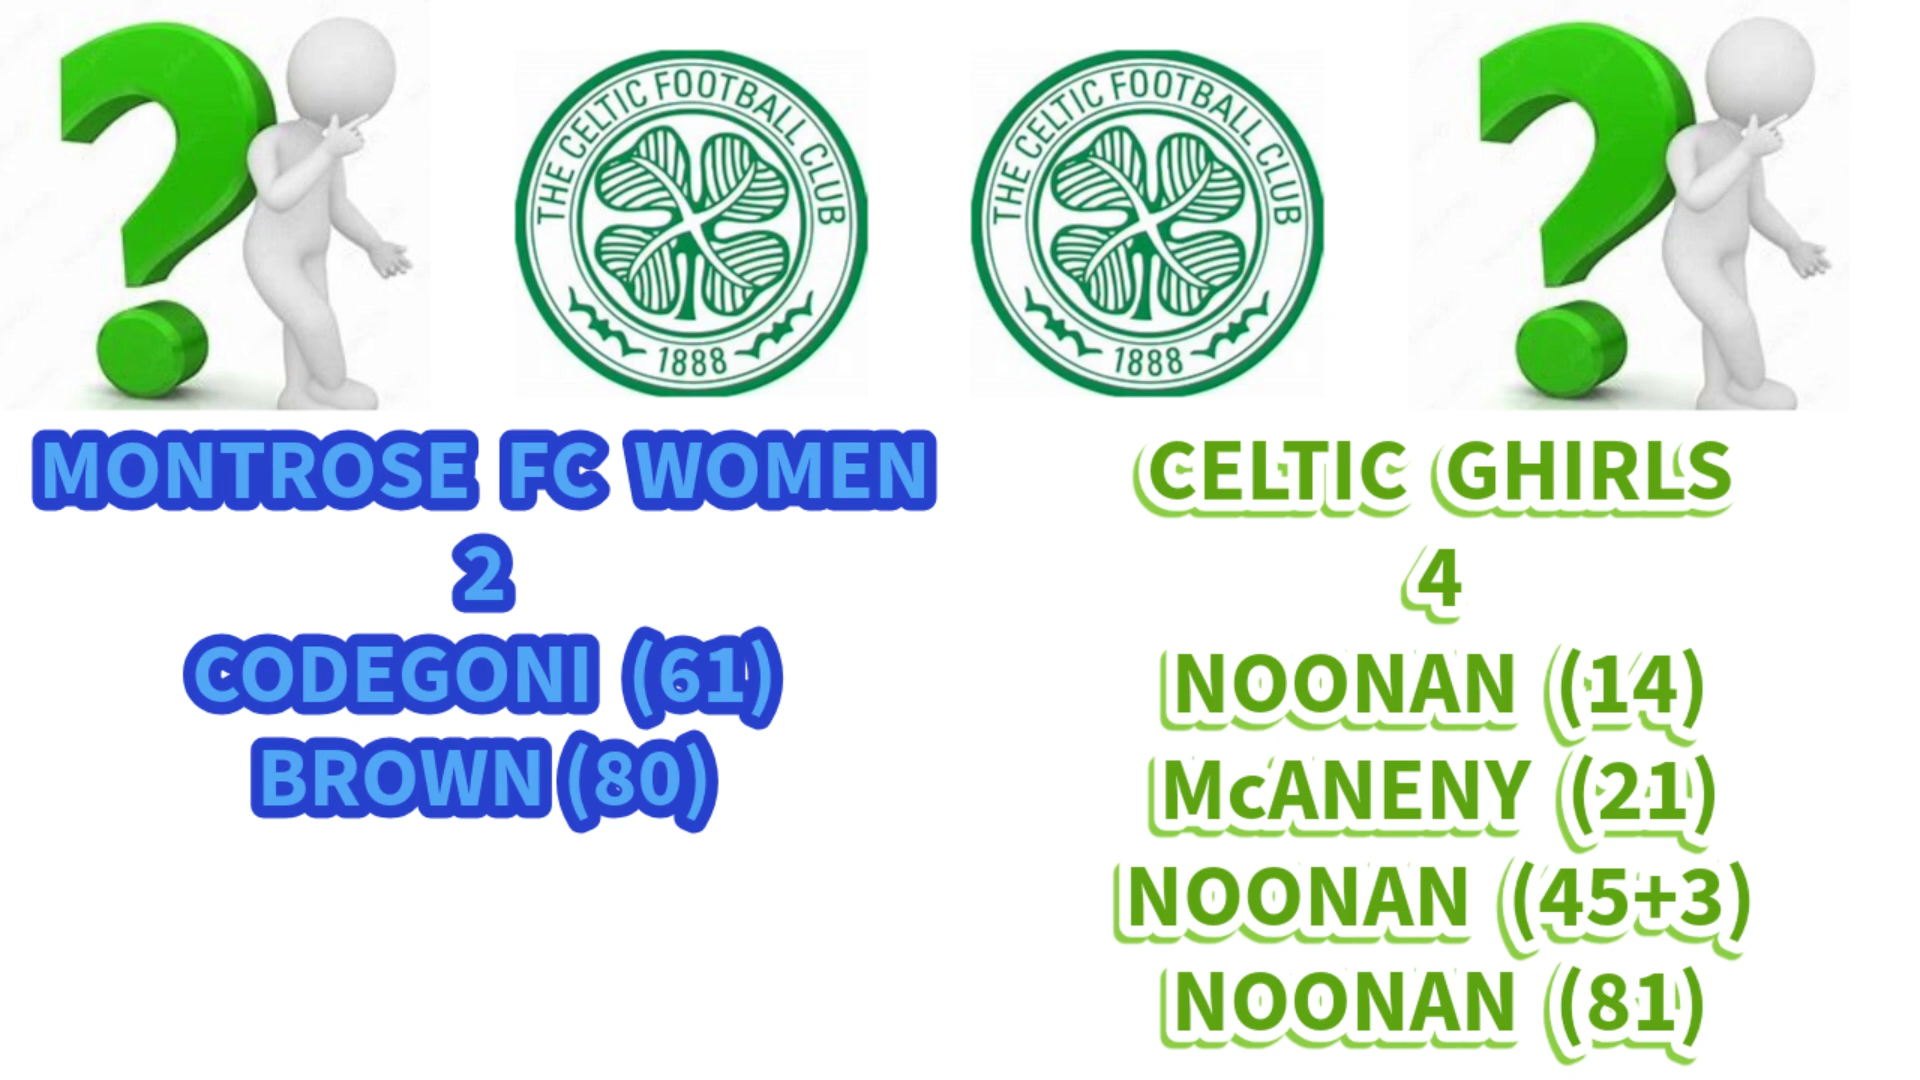 THE CELTIC FOOTBALL CLUB
1888
THE CELTIC FOOTBALL CLUB
1888
MONTROSE FC WOMEN
2
CODEGONI (61)
BROWN (80)
CELTIC GHIRLS
4
NOONAN (14)
McANENY (21)
NOONAN (45+3)
NOONAN (81)